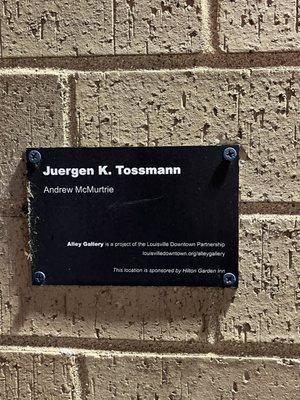 Juergen K. Tossmann
Andrew McMurtrie
Alley Gallery is a project of the Louisville Downtown Partnership
louisvilledowntown.org/alleygallery
This location is sponsored by Hilton Garden Inn